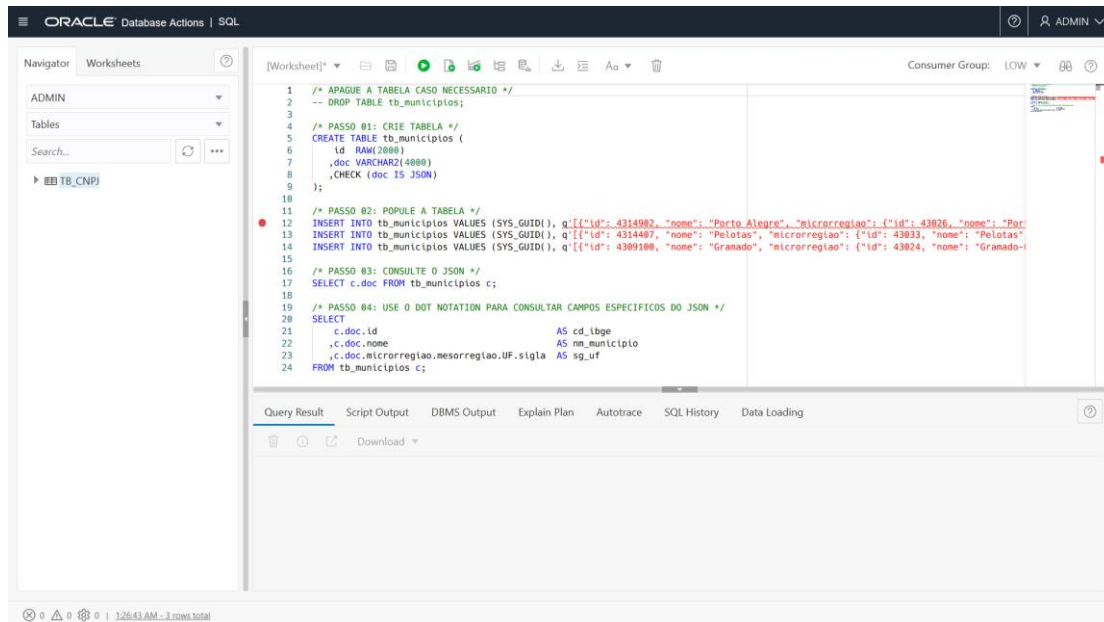 ORACLE Database Actions | SQL
ADMIN
Navigator Worksheets
ADMIN
Tables
Search...
TB_CNPJ
[Worksheet]* Aa Consumer Group: LOW
1 /* APAGUE A TABELA CASO NECESSARIO */
2 -- DROP TABLE tb_municipios;
3
4 /* PASSO 01: CRIE TABELA */
5 CREATE TABLE tb_municipios (
6 id RAW(2000)
7 ,doc VARCHAR2(4000)
8 ,CHECK (doc IS JSON)
9 );
10
11 /* PASSO 02: POPULE A TABELA */
12 INSERT INTO tb_municipios VALUES (SYS_GUID(), q'[{"id": 4314902, "nome": "Porto Alegre", "microrregiao": {"id": 43026, "nome": "Por
13 INSERT INTO tb_municipios VALUES (SYS_GUID(), q'[{"id": 4314407, "nome": "Pelotas", "microrregiao": {"id": 43033, "nome": "Pelotas"
14 INSERT INTO tb_municipios VALUES (SYS_GUID(), q'[{"id": 4309100, "nome": "Gramado", "microrregiao": {"id": 43024, "nome": "Gramado-
15
16 /* PASSO 03: CONSULTE O JSON */
17 SELECT c.doc FROM tb_municipios c;
18
19 /* PASSO 04: USE O DOT NOTATION PARA CONSULTAR CAMPOS ESPECIFICOS DO JSON */
20 SELECT
21 c.doc.id AS cd_ibge
22 ,c.doc.nome AS nm_municipio
23 ,c.doc.microrregiao.mesorregiao.UF.sigla AS sg_uf
24 FROM tb_municipios c;
Query Result Script Output DBMS Output Explain Plan Autotrace SQL History Data Loading
Download
0 0 0 | 1:26:43 AM - 3 rows total